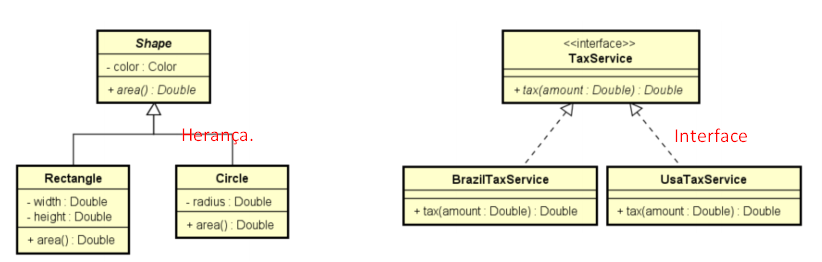 Shape
- color : Color
+ area() : Double
Herança.
Rectangle
- width : Double
- height : Double
+ area() : Double
Circle
- radius : Double
+ area() : Double
<<interface>>
TaxService
+ tax(amount : Double) : Double
Interface
BrazilTaxService
+ tax(amount : Double) : Double
UsaTaxService
+ tax(amount : Double) : Double